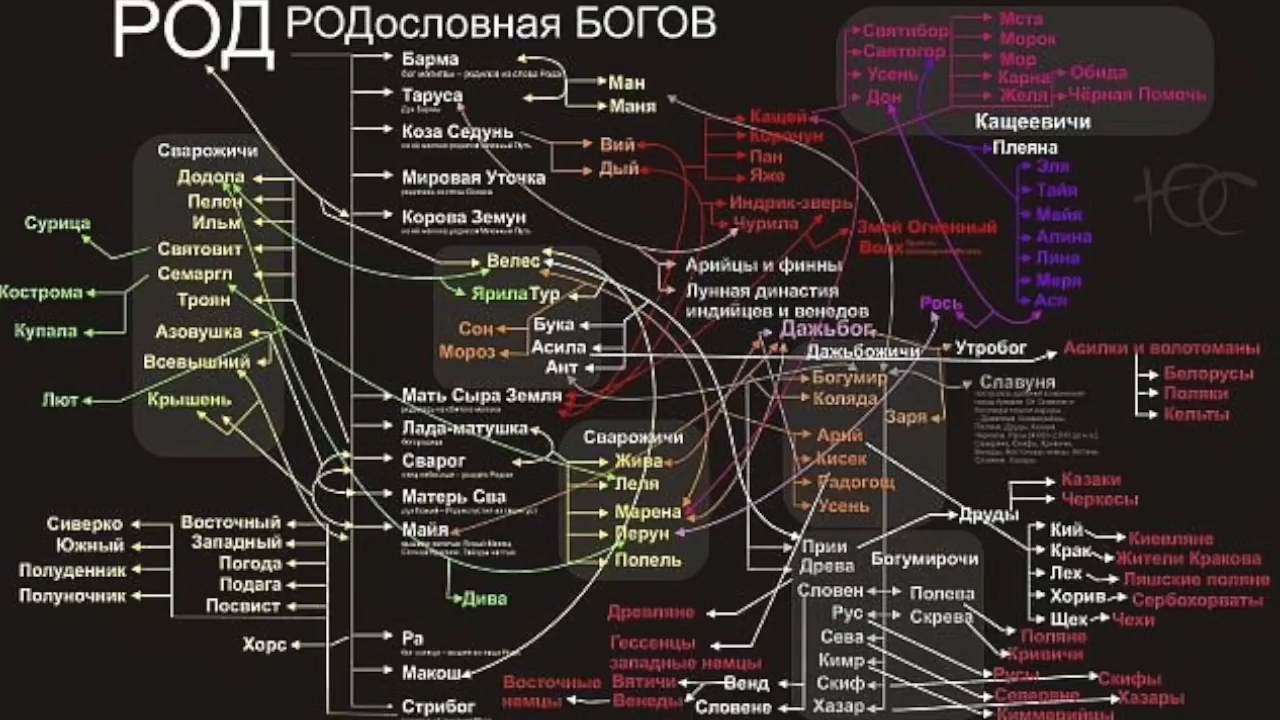 РОД РОДословная БОГОВ
Барма
Таруса
Коза Седунь
Мировая Уточка
Корова Земун
Ман
Маня
Вий
Дый
Кащей
Корочун
Пан
Яже
Индрик-зверь
Чурила
Змей Огненный
Волх
Святибор
Святогор
Усень
Дон
Мста
Морок
Мор
Карна
Желя
Обида
Чёрная Помочь
Кащеевичи
Плеяна
Эля
Тайя
Майя
Алина
Лина
Меря
Ася
Рось
Сварожичи
Додола
Пелен
Ильм
Святовит
Семаргл
Троян
Азовушка
Всевышний
Крышень
Сурица
Кострома
Купала
Лют
Велес
Ярила
Тур
Сон
Мороз
Бука
Асила
Ант
Арийцы и финны
Лунная династия
индийцев и венедов
Дажьбог
Дажьбожичи
Утробог
Асилки и волотоманы
Белорусы
Поляки
Кельты
Богумир
Коляда
Заря
Славуня
Арий
Кисек
Радогощ
Усень
Мать Сыра Земля
Лада-матушка
Сварог
Матерь Сва
Майя
Сварожичи
Жива
Леля
Марена
Перун
Попель
Дива
Сиверко
Южный
Полуденник
Полуночник
Восточный
Западный
Погода
Подага
Посвист
Хорс
Ра
Макош
Стрибог
Прии
Древа
Друды
Казаки
Черкесы
Кий
Крак
Лех
Хорив
Щек
Киевляне
Жители Кракова
Ляшские поляне
Сербохорваты
Чехи
Богумирочи
Словен
Рус
Сева
Кимр
Скиф
Хазар
Полева
Скрева
Поляне
Кривичи
Русы
Северяне
Киммерийцы
Скифы
Хазары
Древляне
Гессенцы
западные немцы
Вятичи
Венеды
Венд
Словене
Восточные
немцы